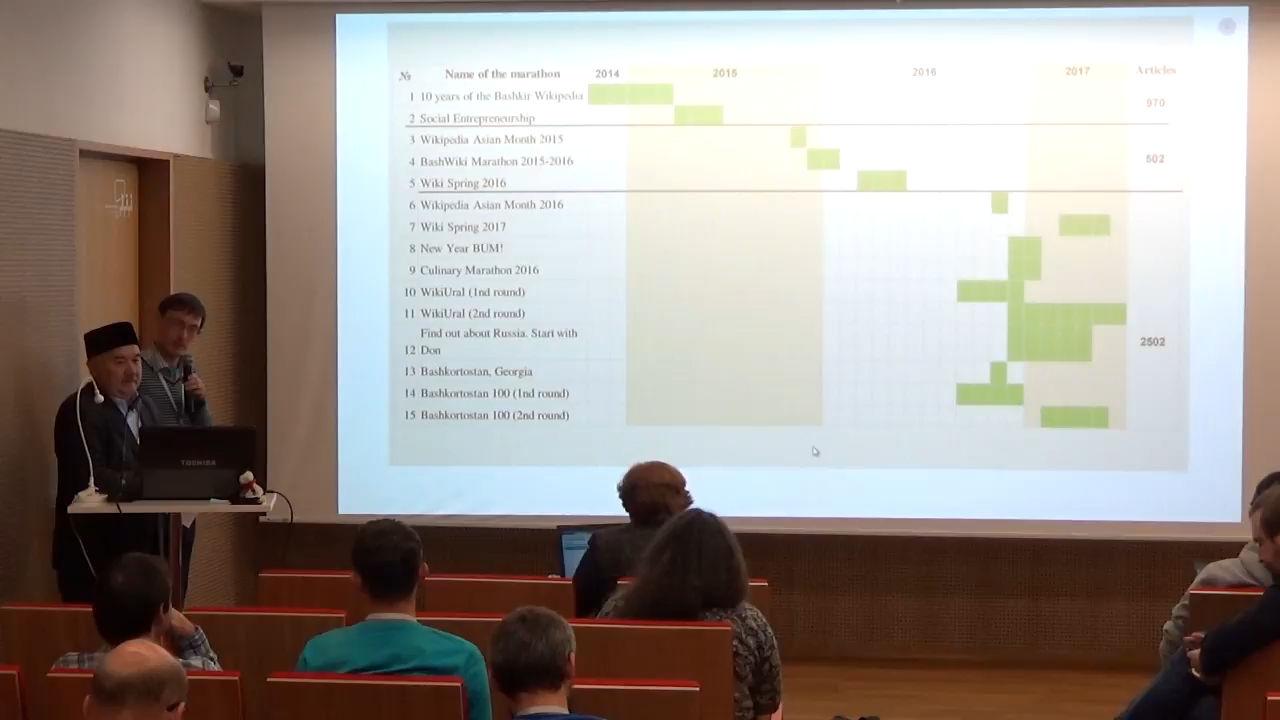 № Name of the marathon 2014 2015 2016 2017 Articles
1 10 years of the Bashkir Wikipedia
970
2 Social Entrepreneurship
3 Wikipedia Asian Month 2015
4 BashWiki Marathon 2015-2016
502
5 Wiki Spring 2016
6 Wikipedia Asian Month 2016
7 Wiki Spring 2017
8 New Year BUM!
9 Culinary Marathon 2016
10 WikiUral (1nd round)
11 WikiUral (2nd round)
Find out about Russia. Start with
12 Don
2502
13 Bashkortostan, Georgia
14 Bashkortostan 100 (1nd round)
15 Bashkortostan 100 (2nd round)
TOSHIBA